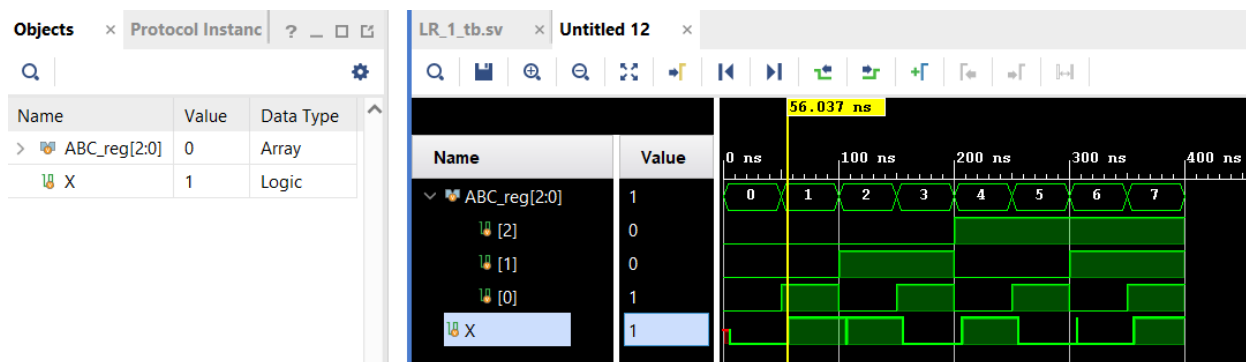 Objects × Protocol Instanc ? _
Name Value Data Type
> ABC_reg[2:0] 0 Array
X 1 Logic
LR_1_tb.sv × Untitled 12 ×
56.037 ns
Name Value
0 ns 100 ns 200 ns 300 ns 400 ns
ABC_reg[2:0] 1
0 1 2 3 4 5 6 7
[2] 0
[1] 0
[0] 1
X 1